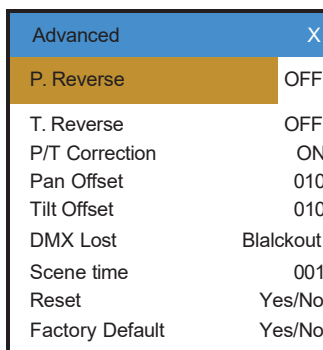 Advanced X
P. Reverse OFF
T. Reverse OFF
P/T Correction ON
Pan Offset 010
Tilt Offset 010
DMX Lost Blalckout
Scene time 001
Reset Yes/No
Factory Default Yes/No